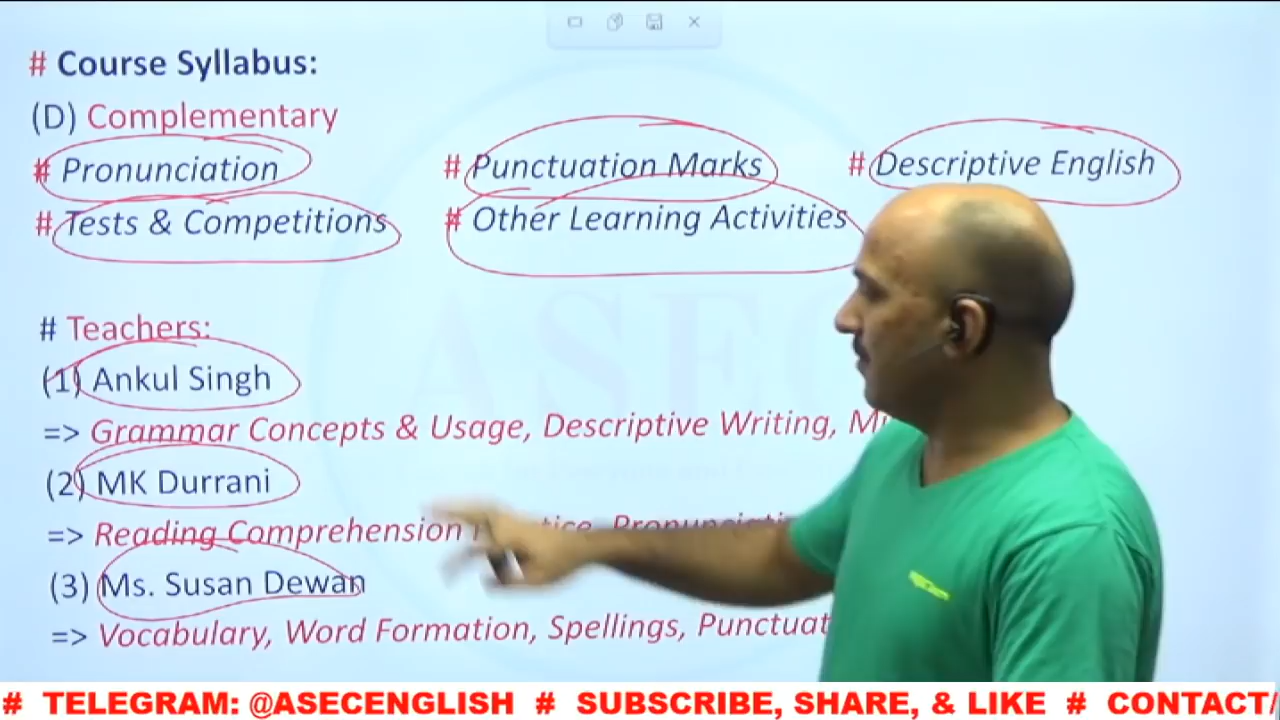 # Course Syllabus:
(D) Complementary
# Pronunciation # Punctuation Marks # Descriptive English
# Tests & Competitions # Other Learning Activities
# Teachers:
(1) Ankul Singh
=> Grammar Concepts & Usage, Descriptive Writing,
(2) MK Durrani
=> Reading Comprehension
(3) Ms. Susan Dewan
=> Vocabulary, Word Formation, Spellings,
ASEC
# TELEGRAM: @ASECENGLISH # SUBSCRIBE, SHARE, & LIKE # CONTACT/